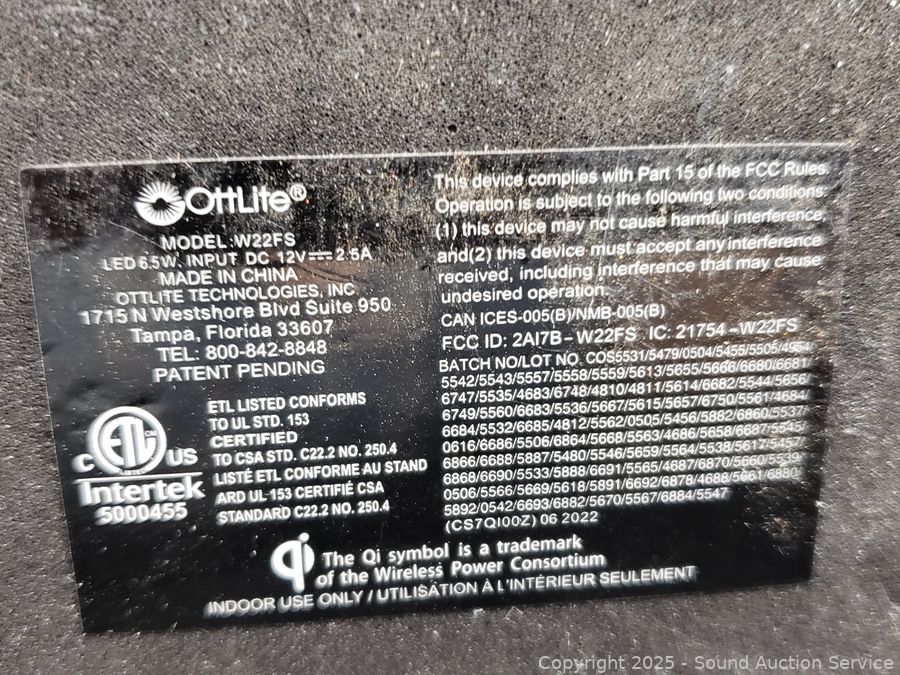 OTTLITE®
MODEL:W22FS
LED 6.5W, INPUT DC 12V⎓2.5A
MADE IN CHINA
OTTLITE TECHNOLOGIES, INC
1715 N Westshore Blvd Suite 950
Tampa, Florida 33607
TEL: 800-842-8848
PATENT PENDING
ETL
C US
Intertek
5000455
ETL LISTED CONFORMS
TO UL STD. 153
CERTIFIED
TO CSA STD. C22.2 NO. 250.4
LISTÉ ETL CONFORME AU STAND
ARD UL 153 CERTIFIÉ CSA
STANDARD C22.2 NO. 250.4
This device complies with Part 15 of the FCC Rules.
Operation is subject to the following two conditions:
(1) this device may not cause harmful interference,
and(2) this device must accept any interference
received, including interference that may cause
undesired operation.
CAN ICES-005(B)/NMB-005(B)
FCC ID: 2AI7B-W22FS IC: 21754-W22FS
BATCH NO/LOT NO. COS5531/5479/0504/5455/5505/4954/
5542/5543/5557/5558/5559/5613/5655/5666/6680/6681
6747/5535/4683/6748/4810/4811/5614/6682/5544/5656/
6749/5560/6683/5536/5667/5615/5657/6750/5561/4684/
6684/5532/6685/4812/5562/0505/5456/5882/6860/5537/
0616/6686/5506/6864/5668/5563/4686/5658/6687/5545/
6866/6688/5887/5480/5546/5659/5564/5538/5617/5457/
6868/6690/5533/5888/6691/5565/4687/6870/5660/5539/
0506/5566/5669/5618/5891/6692/6878/4688/5661/6880/
5892/0542/6693/6882/5670/5567/6884/5547
(CS7QI00Z) 06 2022
qi The Qi symbol is a trademark
of the Wireless Power Consortium
INDOOR USE ONLY / UTILISATION À L'INTÉRIEUR SEULEMENT
Copyright 2025 - Sound Auction Service